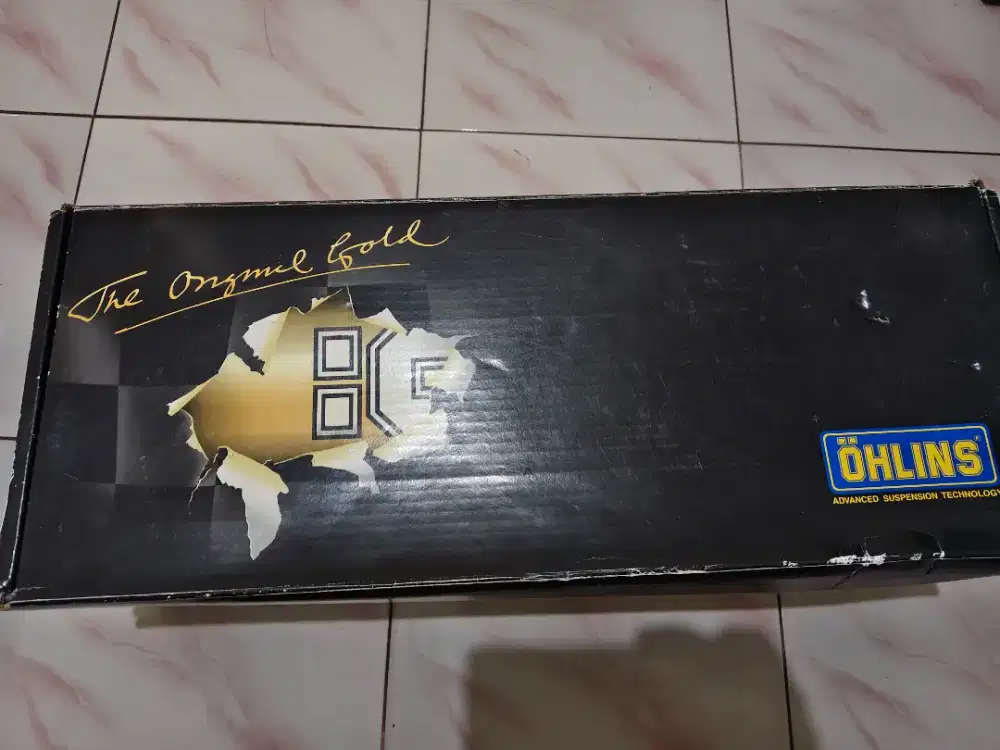 The Original Gold
ÖHLINS
ADVANCED SUSPENSION TECHNOLOGY